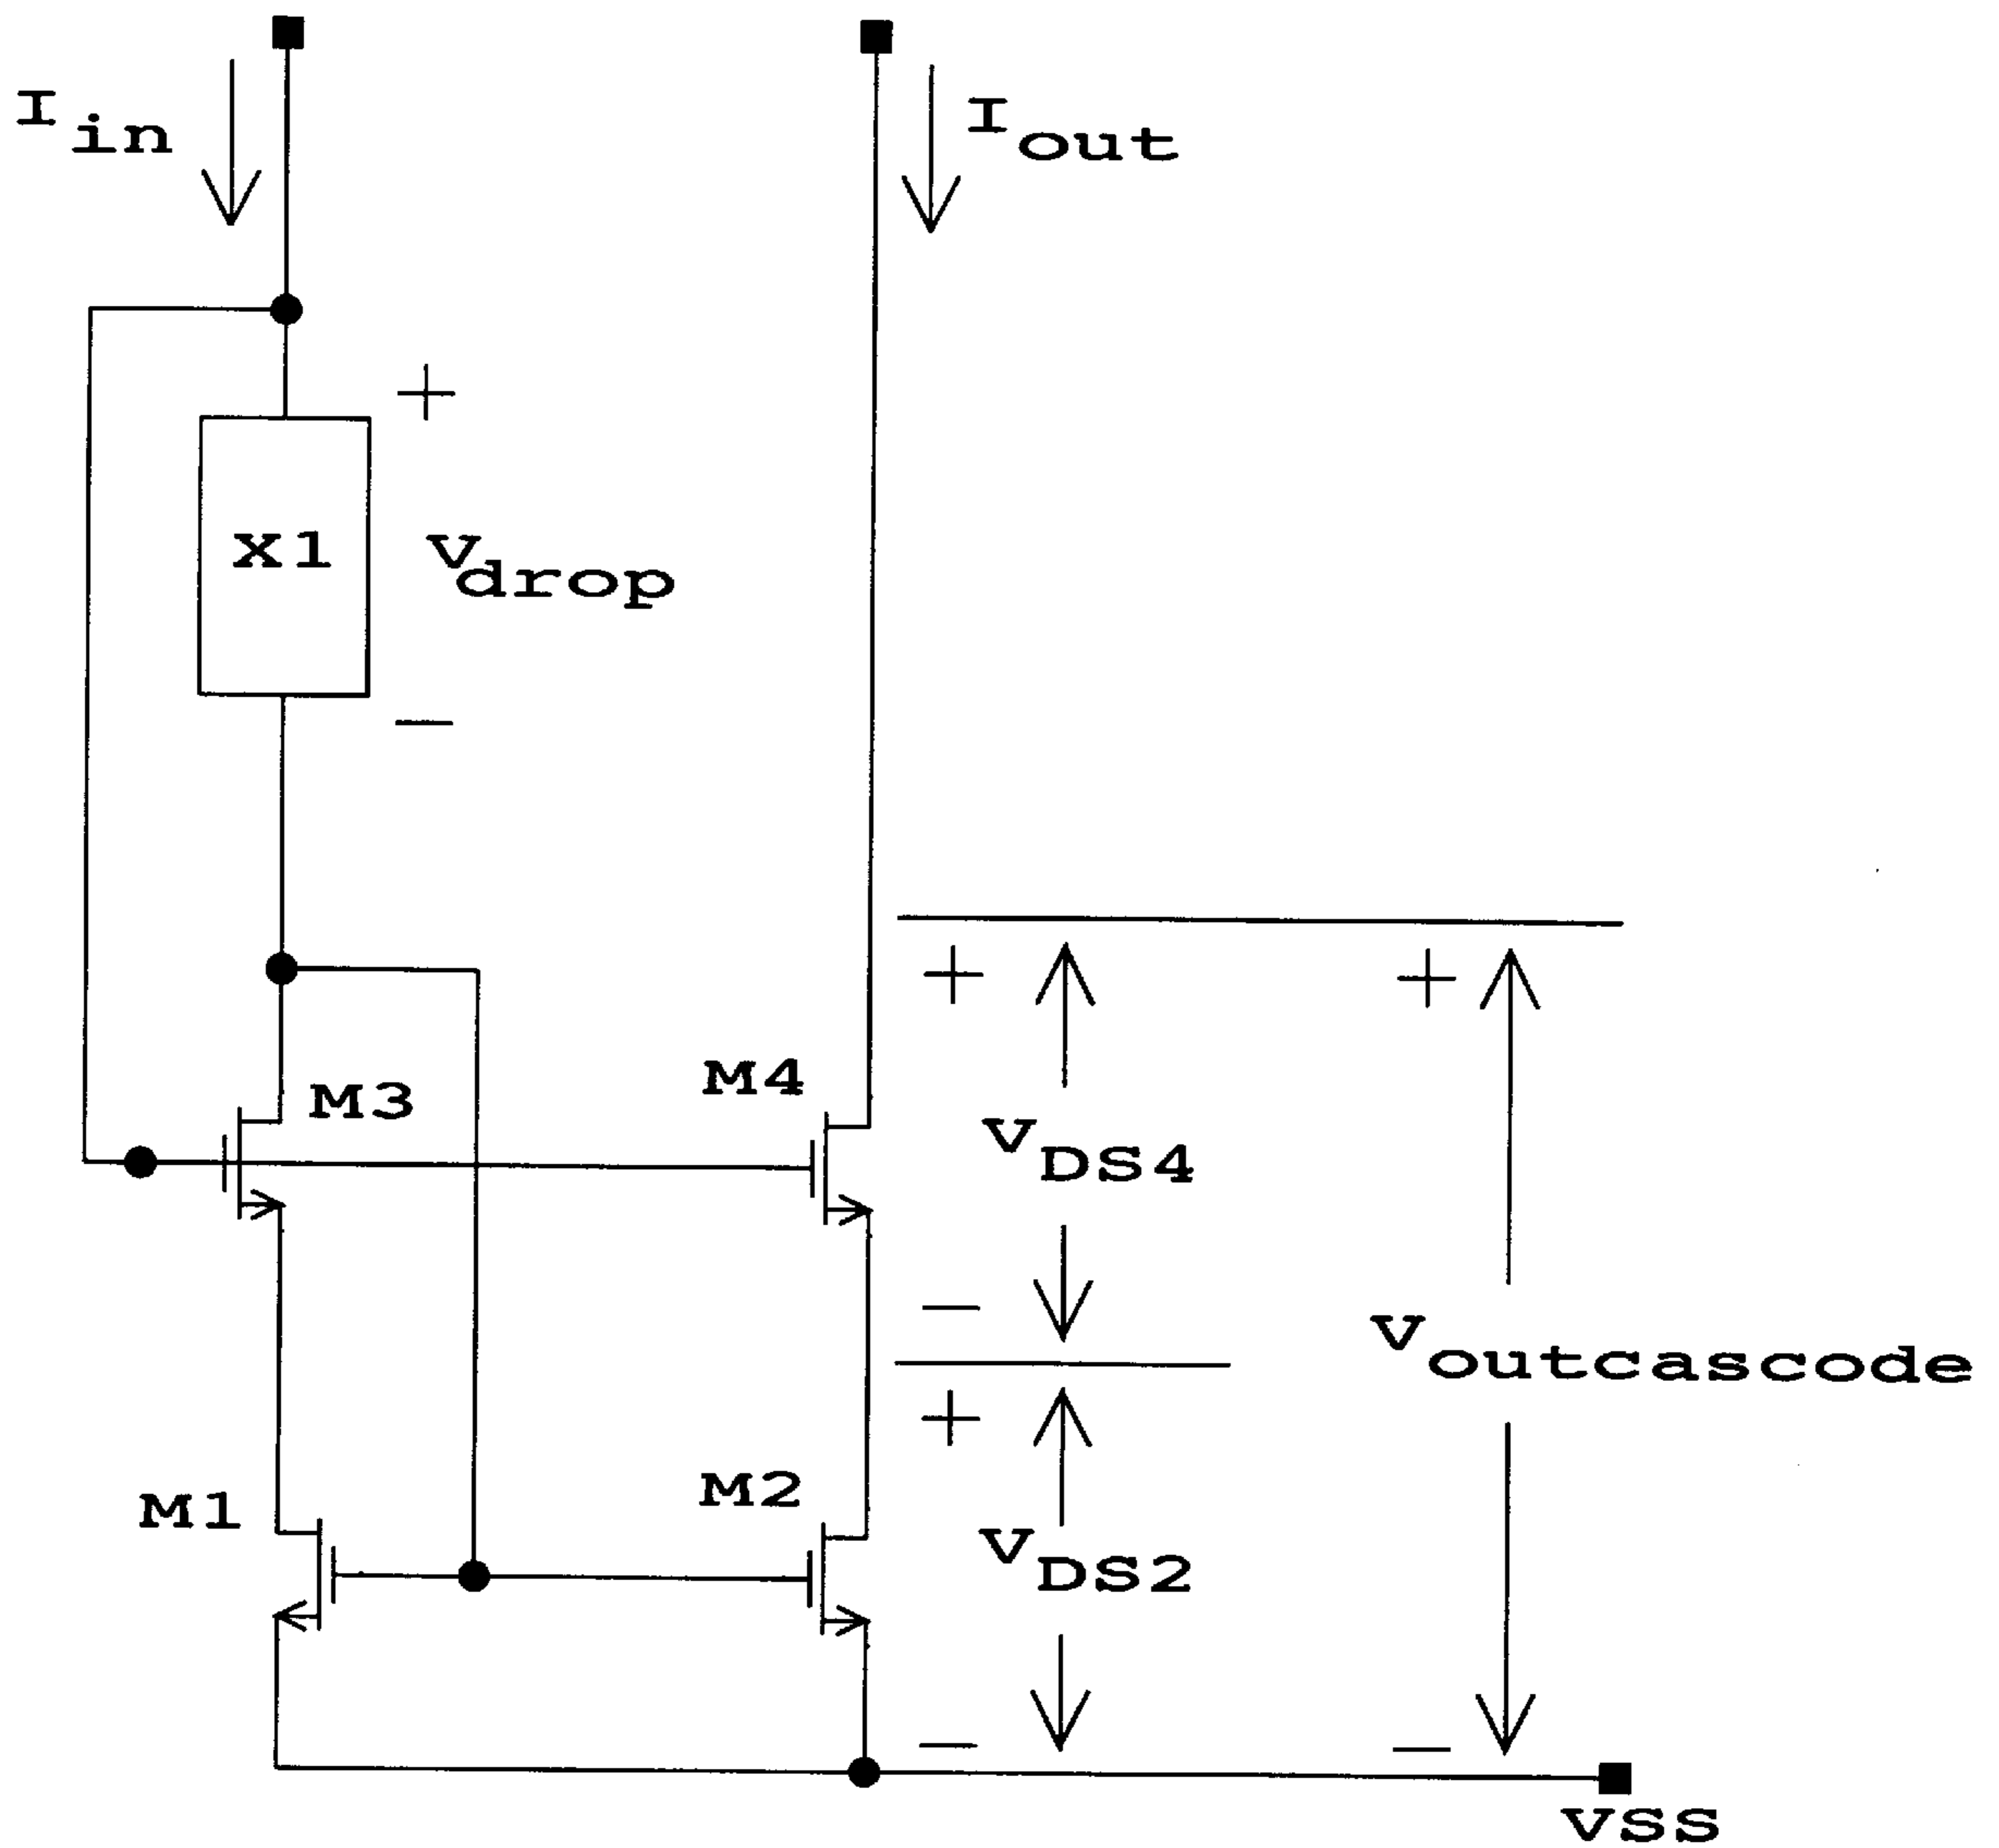 Iin
Iout
+
X1
Vdrop
−
+
+
M3
M4
VDS4
−
Voutcascode
+
M1
M2
VDS2
−
−
VSS